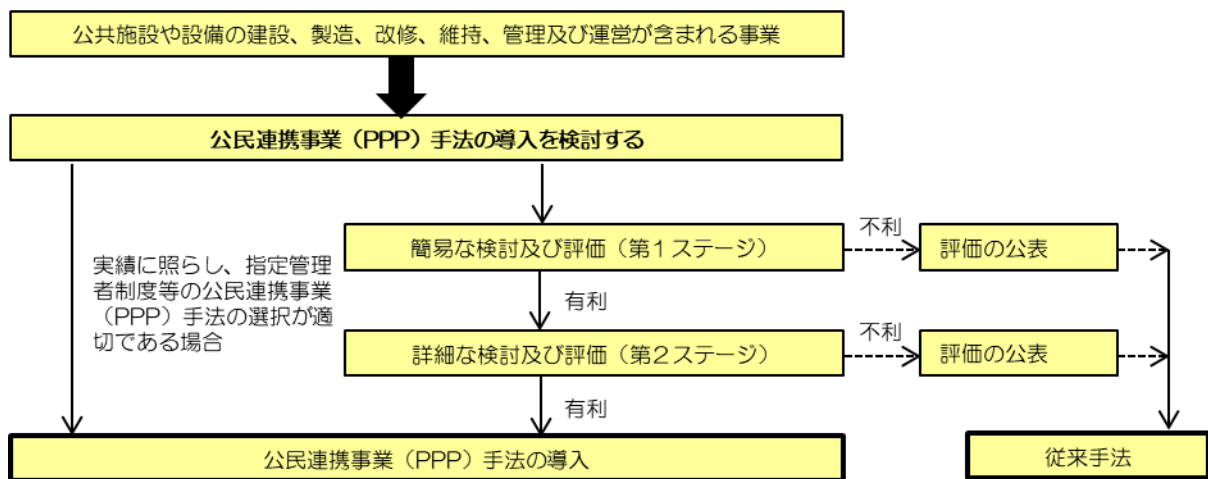 公共施設や設備の建設、製造、改修、維持、管理及び運営が含まれる事業
公民連携事業（PPP）手法の導入を検討する
実績に照らし、指定管理
者制度等の公民連携事業
（PPP）手法の選択が適
切である場合
簡易な検討及び評価（第１ステージ）
不利
評価の公表
有利
詳細な検討及び評価（第２ステージ）
不利
評価の公表
有利
公民連携事業（PPP）手法の導入
従来手法